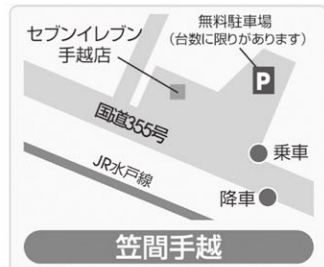 セブンイレブン
手越店
無料駐車場
(台数に限りがあります)
P
国道355号
乗車
JR水戸線
降車
笠間手越